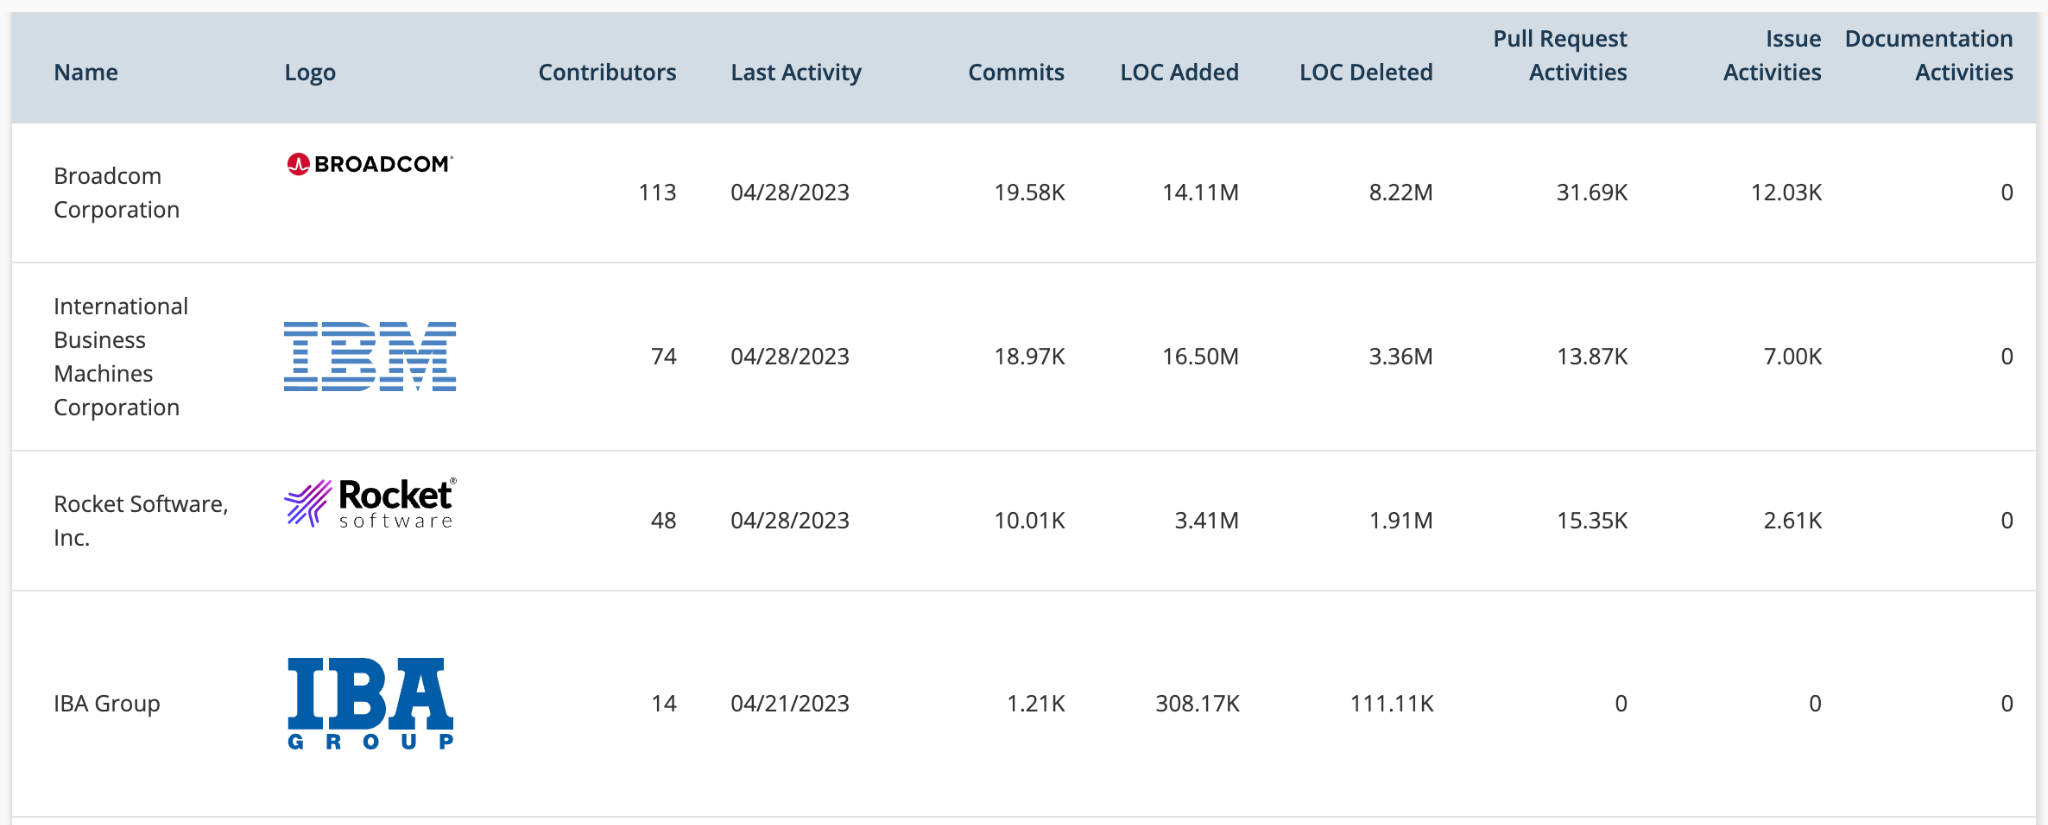 Name Logo Contributors Last Activity Commits LOC Added LOC Deleted Pull Request Activities Issue Activities Documentation Activities
Broadcom
Corporation
BROADCOM
113 04/28/2023 19.58K 14.11M 8.22M 31.69K 12.03K 0
International
Business
Machines
Corporation
IBM
74 04/28/2023 18.97K 16.50M 3.36M 13.87K 7.00K 0
Rocket Software,
Inc.
Rocket®
software
48 04/28/2023 10.01K 3.41M 1.91M 15.35K 2.61K 0
IBA Group
IBA
GROUP
14 04/21/2023 1.21K 308.17K 111.11K 0 0 0